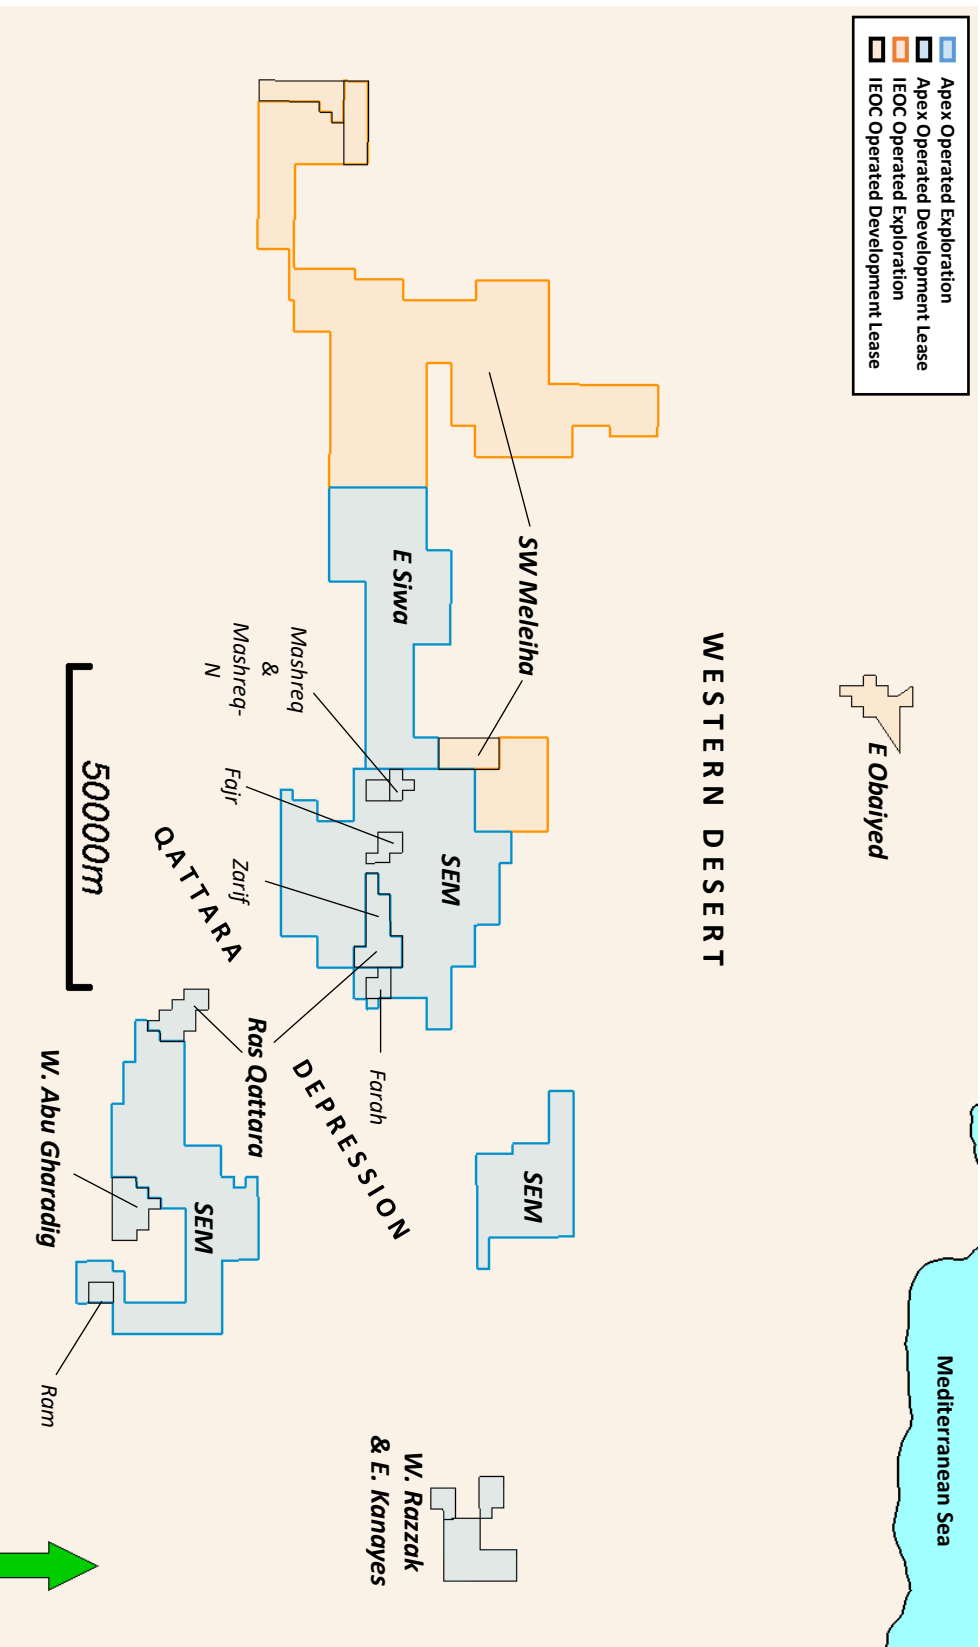 Apex Operated Exploration
Apex Operated Development Lease
IEOC Operated Exploration
IEOC Operated Development Lease
Mediterranean Sea
E Obaiyed
WESTERN DESERT
SW Meleiha
E Siwa
SEM
SEM
W. Razzak
& E. Kanayes
Mashreq
&
Mashreq-
N
Fajr
Zarif
Farah
QATTARA
DEPRESSION
Ras Qattara
SEM
W. Abu Gharadig
Ram
50000m